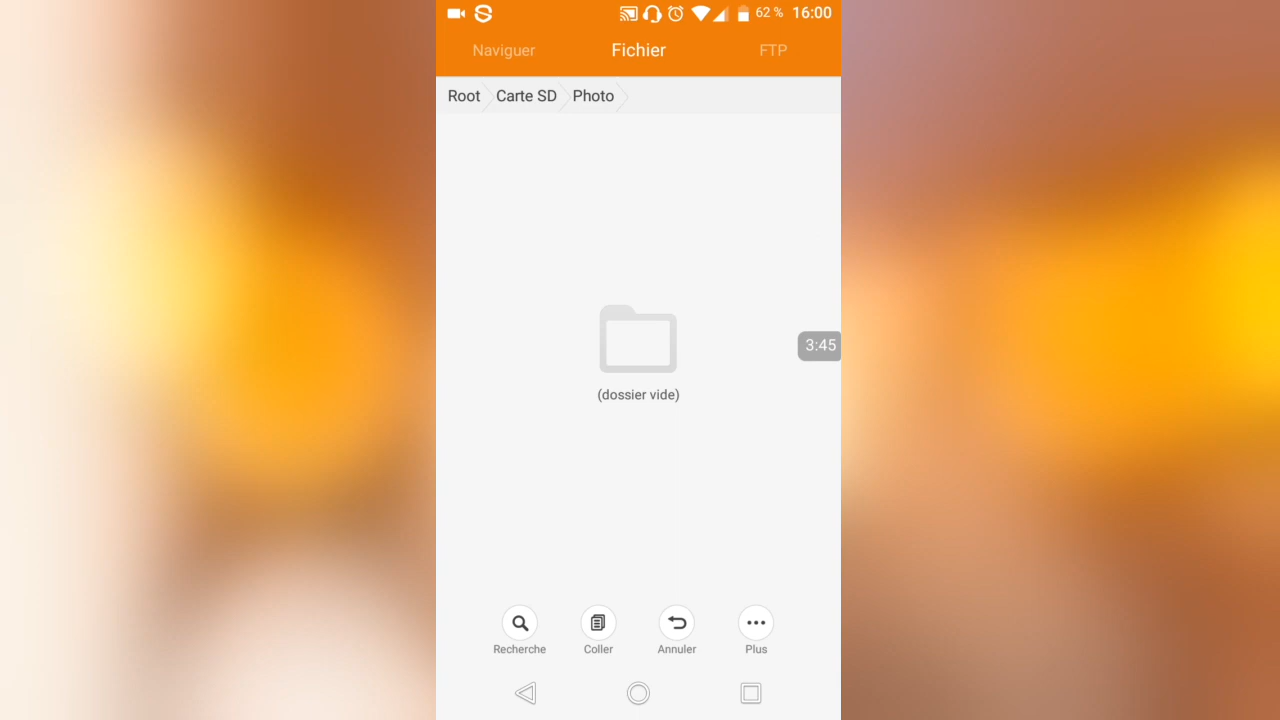 62 % 16:00
Naviguer Fichier FTP
Root Carte SD Photo
3:45
(dossier vide)
Recherche Coller Annuler Plus